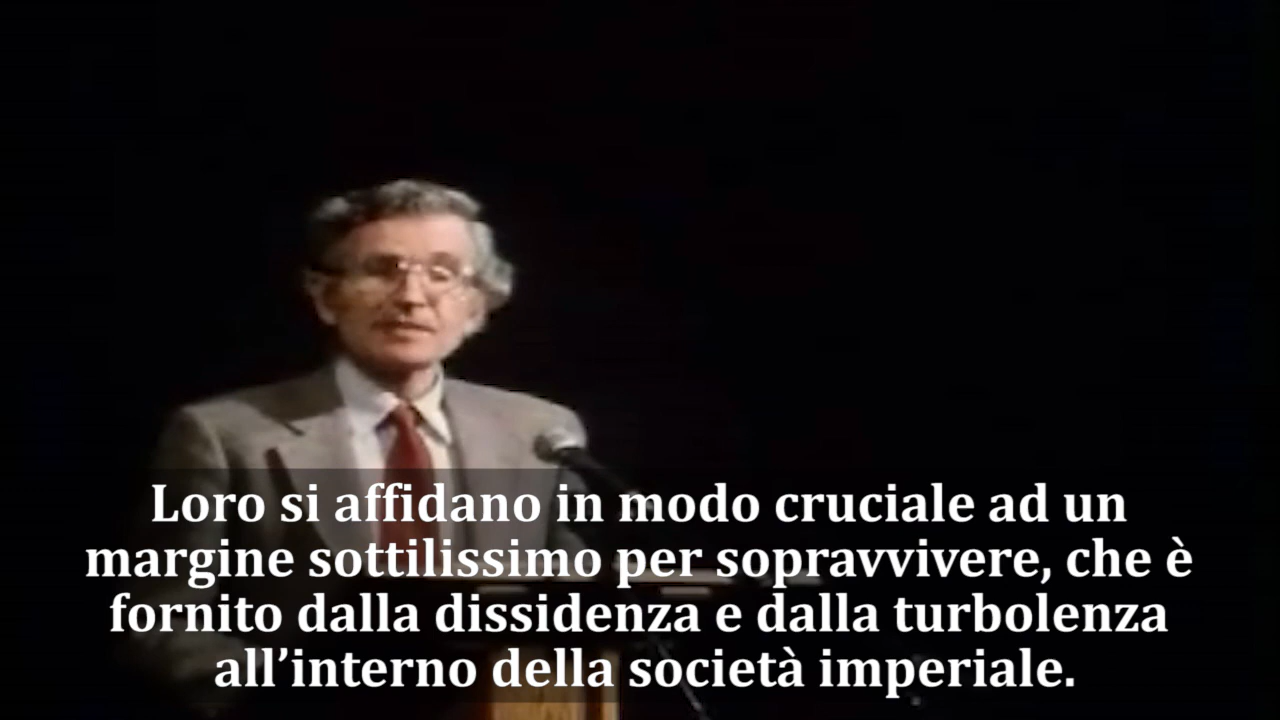 Loro si affidano in modo cruciale ad un
margine sottilissimo per sopravvivere, che è
fornito dalla dissidenza e dalla turbolenza
all’interno della società imperiale.